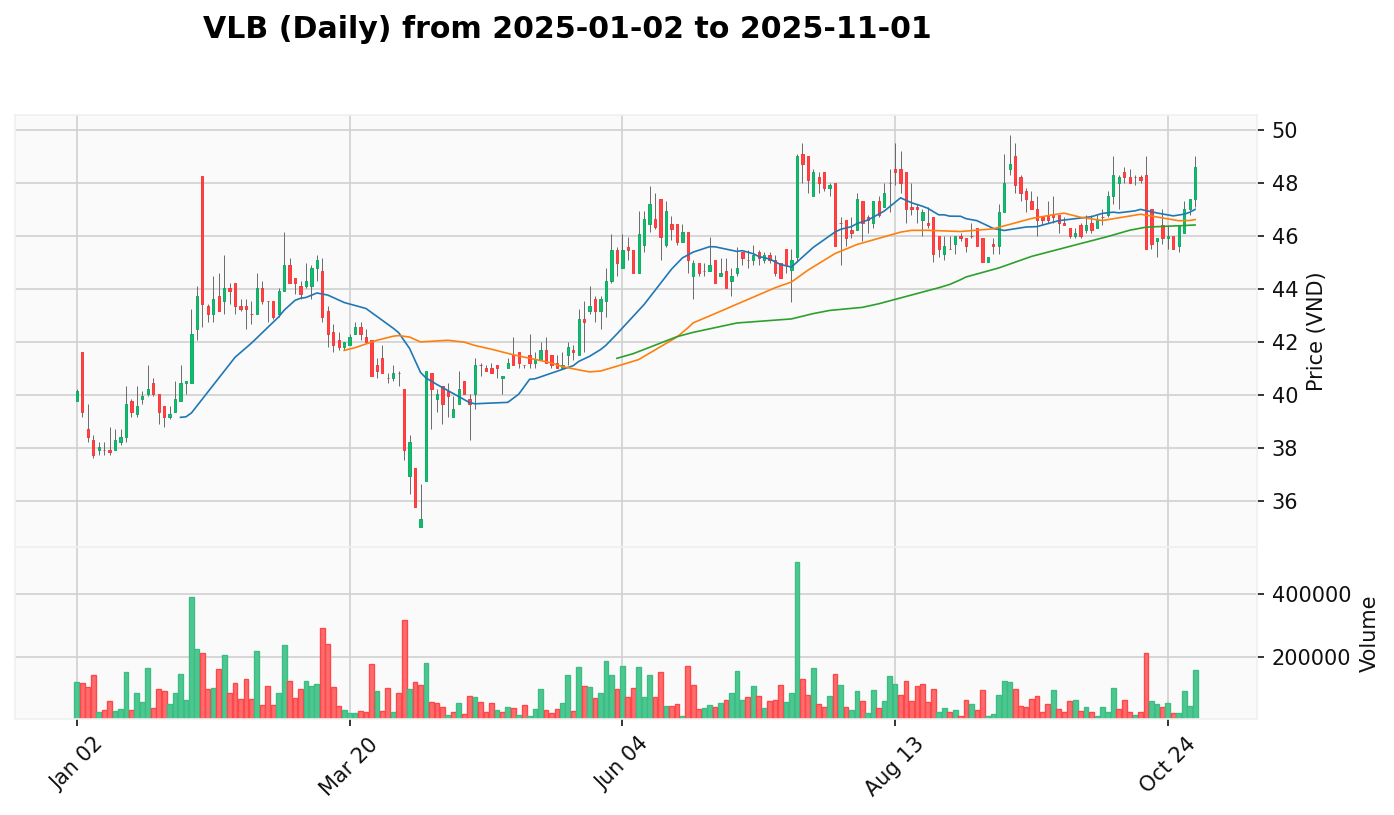 VLB (Daily) from 2025-01-02 to 2025-11-01
50
48
46
44
42
40
38
36
Price (VND)
400000
200000
Volume
Jan 02
Mar 20
Jun 04
Aug 13
Oct 24